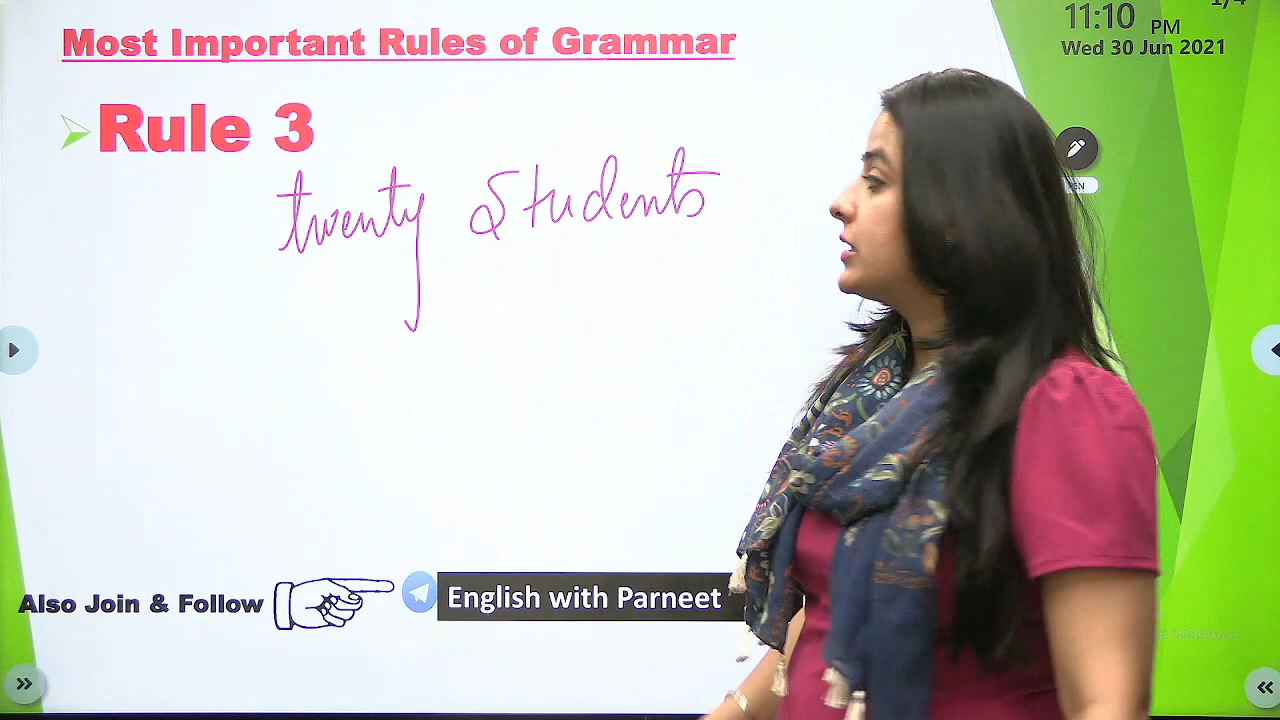 Most Important Rules of Grammar
11:10 PM
Wed 30 Jun 2021
Rule 3
twenty students
Also Join & Follow
English with Parneet